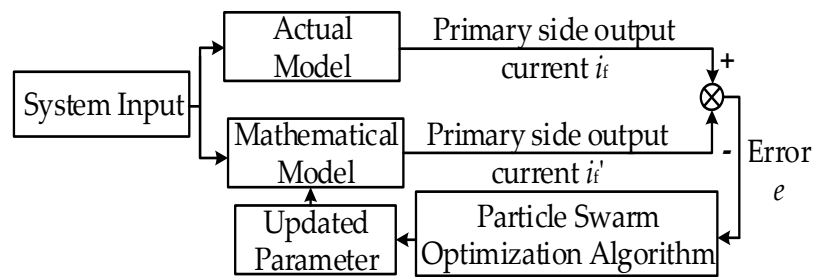 Actual
Model
Primary side output
current if
+
System Input
Mathematical
Model
Primary side output
current if'
-
Error
e
Updated
Parameter
Particle Swarm
Optimization Algorithm